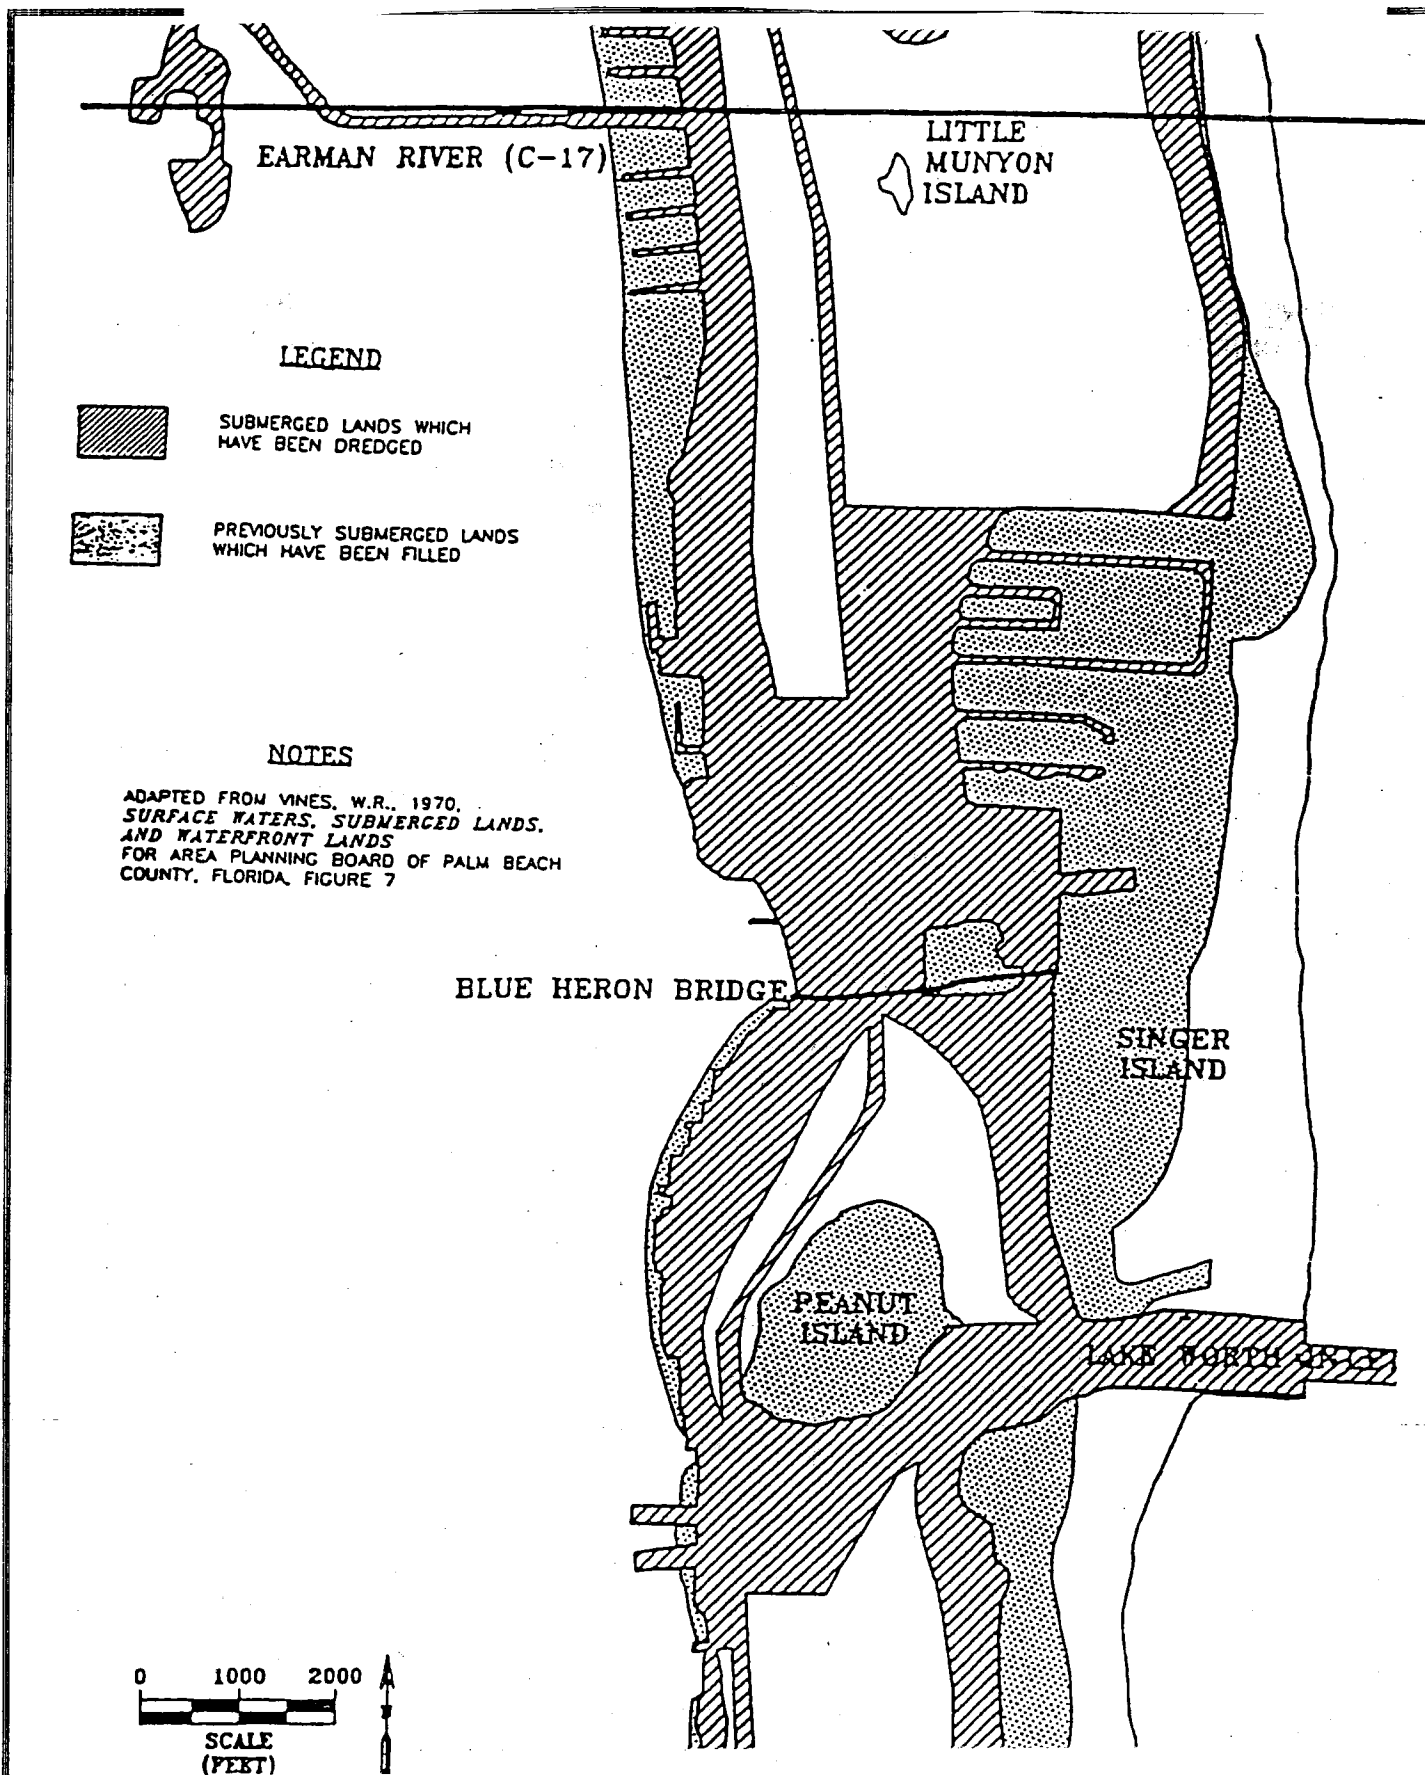 EARMAN RIVER (C-17)
LITTLE
MUNYON
ISLAND
LEGEND
SUBMERGED LANDS WHICH
HAVE BEEN DREDGED
PREVIOUSLY SUBMERGED LANDS
WHICH HAVE BEEN FILLED
NOTES
ADAPTED FROM VINES, W.R., 1970,
SURFACE WATERS, SUBMERGED LANDS,
AND WATERFRONT LANDS
FOR AREA PLANNING BOARD OF PALM BEACH
COUNTY, FLORIDA, FIGURE 7
BLUE HERON BRIDGE
SINGER
ISLAND
PEANUT
ISLAND
LAKE WORTH INLET
0 1000 2000
SCALE
(FEET)